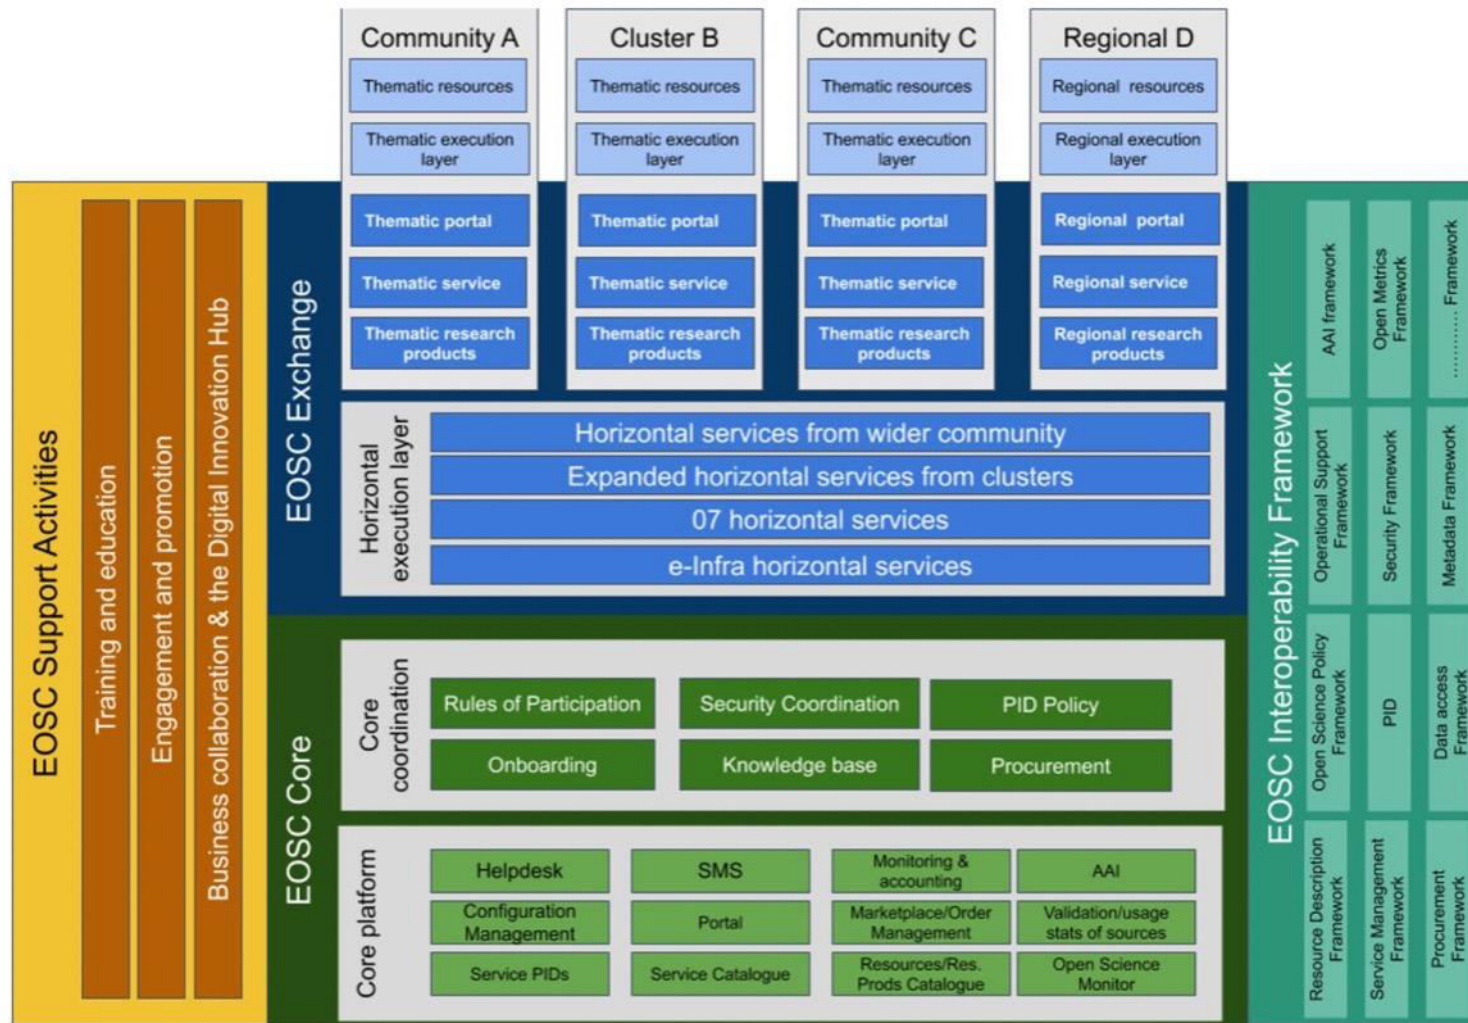 Community A
Thematic resources
Thematic execution
layer
Thematic portal
Thematic service
Thematic research
products
Cluster B
Thematic resources
Thematic execution
layer
Thematic portal
Thematic service
Thematic research
products
Community C
Thematic resources
Thematic execution
layer
Thematic portal
Thematic service
Thematic research
products
Regional D
Regional resources
Regional execution
layer
Regional portal
Regional service
Regional research
products
EOSC Support Activities
Training and education
Engagement and promotion
Business collaboration & the Digital Innovation Hub
EOSC Exchange
Horizontal
execution layer
Horizontal services from wider community
Expanded horizontal services from clusters
07 horizontal services
e-Infra horizontal services
EOSC Core
Core
coordination
Rules of Participation
Security Coordination
PID Policy
Onboarding
Knowledge base
Procurement
Core platform
Helpdesk
SMS
Monitoring &
accounting
AAI
Configuration
Management
Portal
Marketplace/Order
Management
Validation/usage
stats of sources
Service PIDs
Service Catalogue
Resources/Res.
Prods Catalogue
Open Science
Monitor
EOSC Interoperability Framework
AAI framework
Open Metrics
Framework
............ Framework
Operational Support
Framework
Security Framework
Metadata Framework
Open Science Policy
Framework
PID
Data access
Framework
Resource Description
Framework
Service Management
Framework
Procurement
Framework